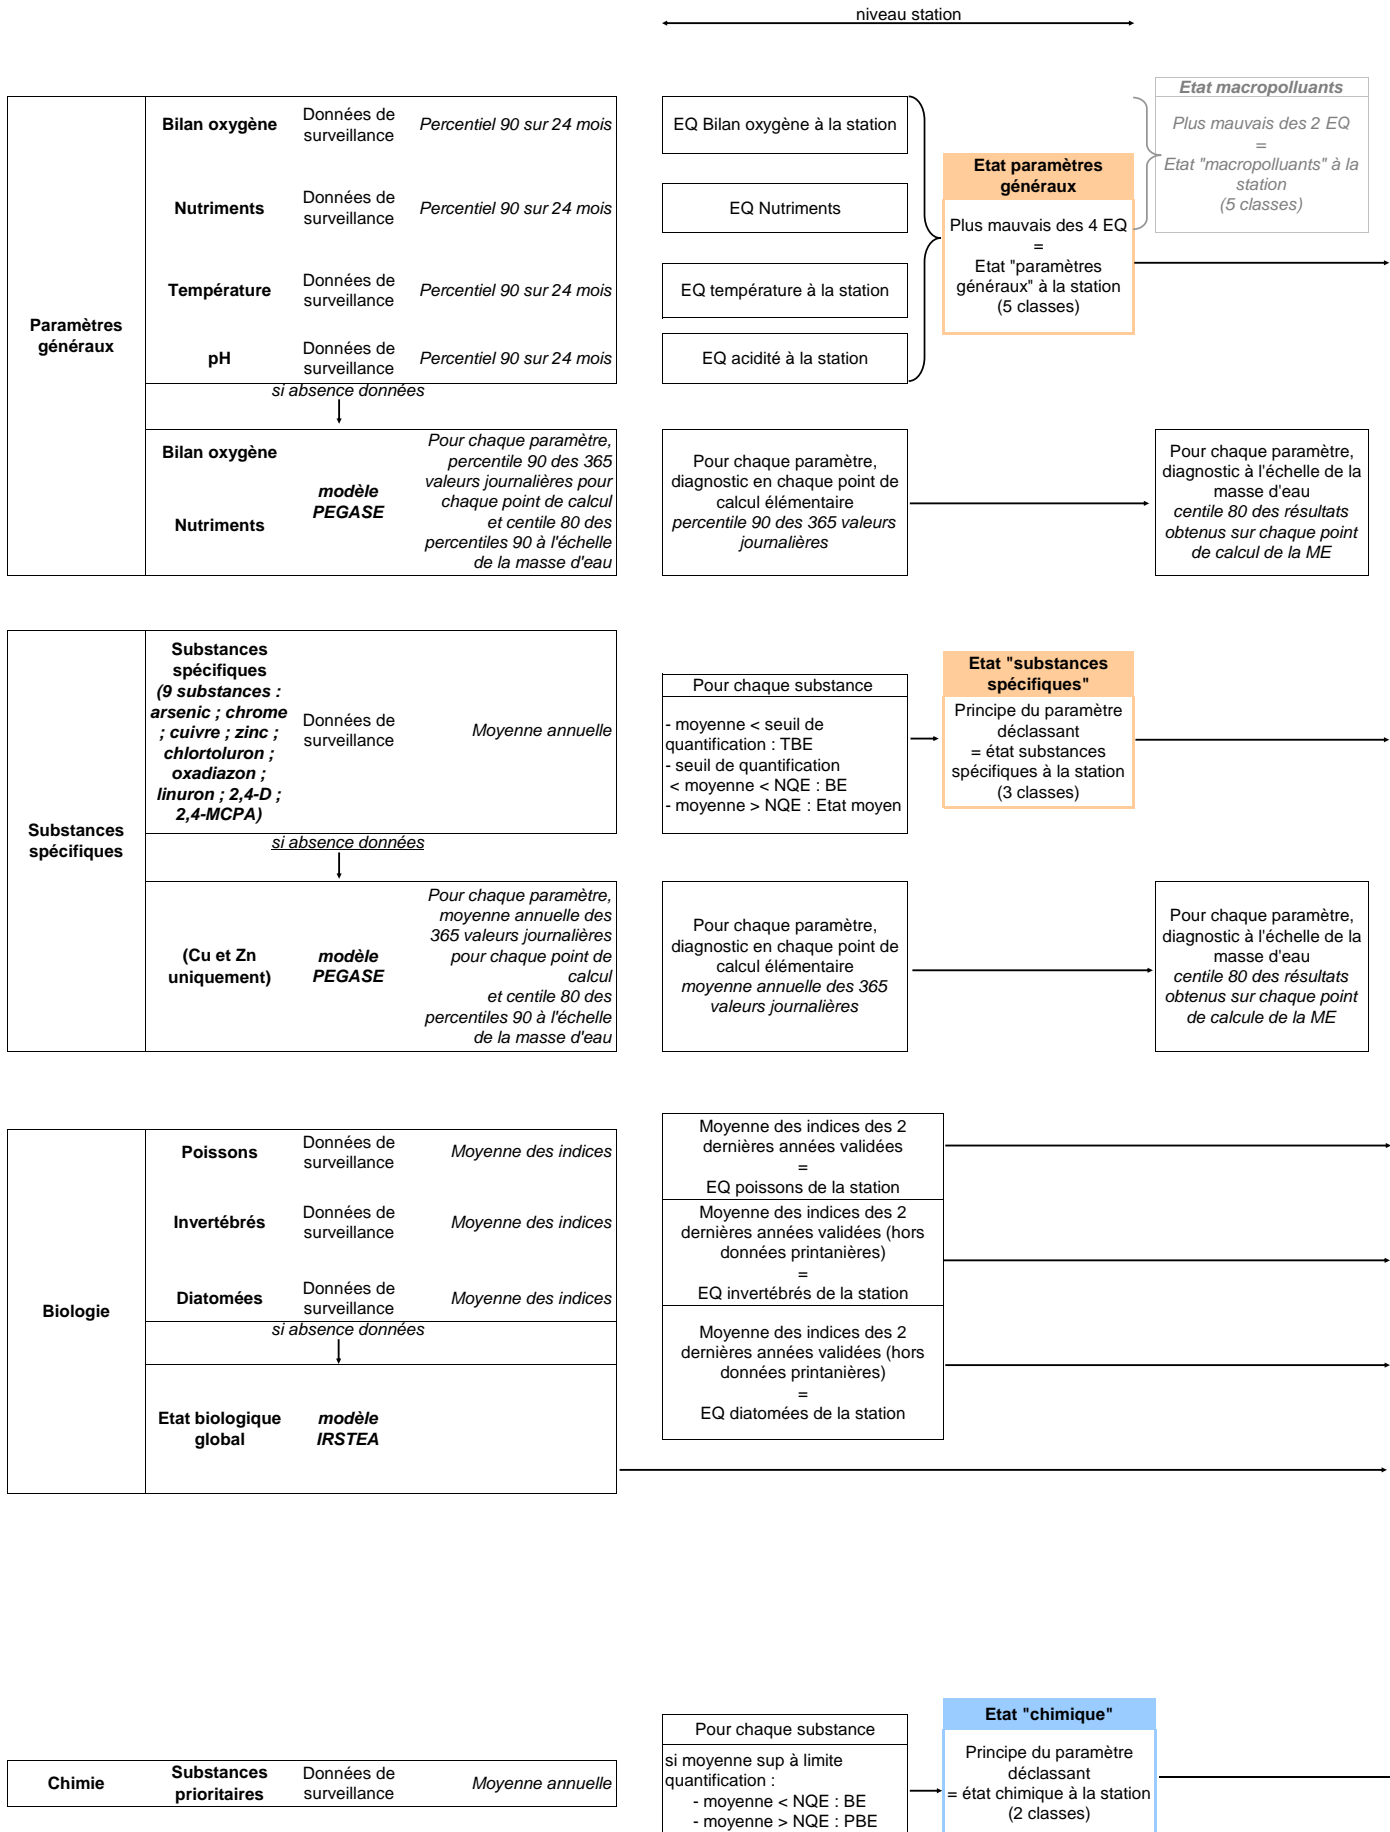 niveau station
Etat macropolluants
Plus mauvais des 2 EQ
=
Etat "macropolluants" à la
station
(5 classes)
Paramètres
généraux
Bilan oxygène
Données de
surveillance
Percentiel 90 sur 24 mois
EQ Bilan oxygène à la station
Nutriments
Données de
surveillance
Percentiel 90 sur 24 mois
EQ Nutriments
Température
Données de
surveillance
Percentiel 90 sur 24 mois
EQ température à la station
pH
Données de
surveillance
Percentiel 90 sur 24 mois
EQ acidité à la station
Etat paramètres
généraux
Plus mauvais des 4 EQ
=
Etat "paramètres
généraux" à la station
(5 classes)
si absence données
Bilan oxygène
Nutriments
modèle
PEGASE
Pour chaque paramètre,
percentile 90 des 365
valeurs journalières pour
chaque point de calcul
et centile 80 des
percentiles 90 à l'échelle
de la masse d'eau
Pour chaque paramètre,
diagnostic en chaque point de
calcul élémentaire
percentile 90 des 365 valeurs
journalières
Pour chaque paramètre,
diagnostic à l'échelle de la
masse d'eau
centile 80 des résultats
obtenus sur chaque point
de calcul de la ME
Substances
spécifiques
Substances
spécifiques
(9 substances :
arsenic ; chrome
; cuivre ; zinc ;
chlortoluron ;
oxadiazon ;
linuron ; 2,4-D ;
2,4-MCPA)
Données de
surveillance
Moyenne annuelle
Pour chaque substance
- moyenne < seuil de
quantification : TBE
- seuil de quantification
< moyenne < NQE : BE
- moyenne > NQE : Etat moyen
Etat "substances
spécifiques"
Principe du paramètre
déclassant
= état substances
spécifiques à la station
(3 classes)
si absence données
(Cu et Zn
uniquement)
modèle
PEGASE
Pour chaque paramètre,
moyenne annuelle des
365 valeurs journalières
pour chaque point de
calcul
et centile 80 des
percentiles 90 à l'échelle
de la masse d'eau
Pour chaque paramètre,
diagnostic en chaque point de
calcul élémentaire
moyenne annuelle des 365
valeurs journalières
Pour chaque paramètre,
diagnostic à l'échelle de la
masse d'eau
centile 80 des résultats
obtenus sur chaque point
de calcule de la ME
Biologie
Poissons
Données de
surveillance
Moyenne des indices
Moyenne des indices des 2
dernières années validées
=
EQ poissons de la station
Invertébrés
Données de
surveillance
Moyenne des indices
Moyenne des indices des 2
dernières années validées (hors
données printanières)
=
EQ invertébrés de la station
Diatomées
Données de
surveillance
Moyenne des indices
Moyenne des indices des 2
dernières années validées (hors
données printanières)
=
EQ diatomées de la station
si absence données
Etat biologique
global
modèle
IRSTEA
Chimie
Substances
prioritaires
Données de
surveillance
Moyenne annuelle
Pour chaque substance
si moyenne sup à limite
quantification :
- moyenne < NQE : BE
- moyenne > NQE : PBE
Etat "chimique"
Principe du paramètre
déclassant
= état chimique à la station
(2 classes)